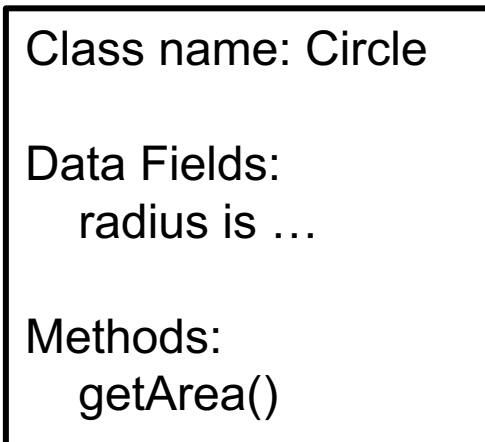 Class name: Circle
Data Fields:
radius is …
Methods:
getArea()